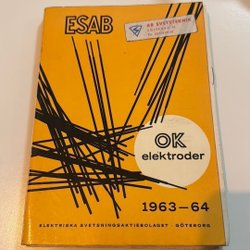 ESAB
AB SVETSTEKNIK
OK
elektroder
1963-64
ELEKTRISKA SVETSNINGSAKTIEBOLAGET - GÖTEBORG